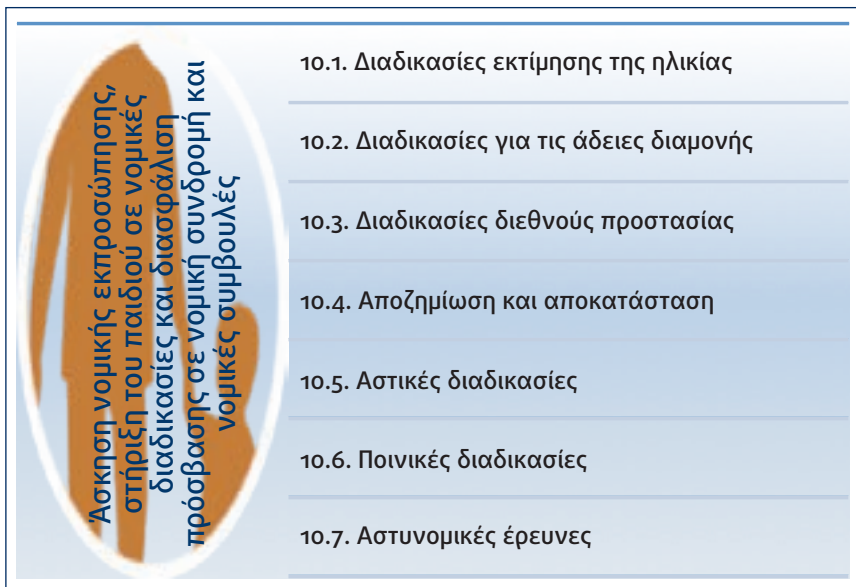 Άσκηση νομικής εκπροσώπησης,
στήριξη του παιδιού σε νομικές
διαδικασίες και διασφάλιση
πρόσβασης σε νομική συνδρομή και
νομικές συμβουλές
10.1. Διαδικασίες εκτίμησης της ηλικίας
10.2. Διαδικασίες για τις άδειες διαμονής
10.3. Διαδικασίες διεθνούς προστασίας
10.4. Αποζημίωση και αποκατάσταση
10.5. Αστικές διαδικασίες
10.6. Ποινικές διαδικασίες
10.7. Αστυνομικές έρευνες